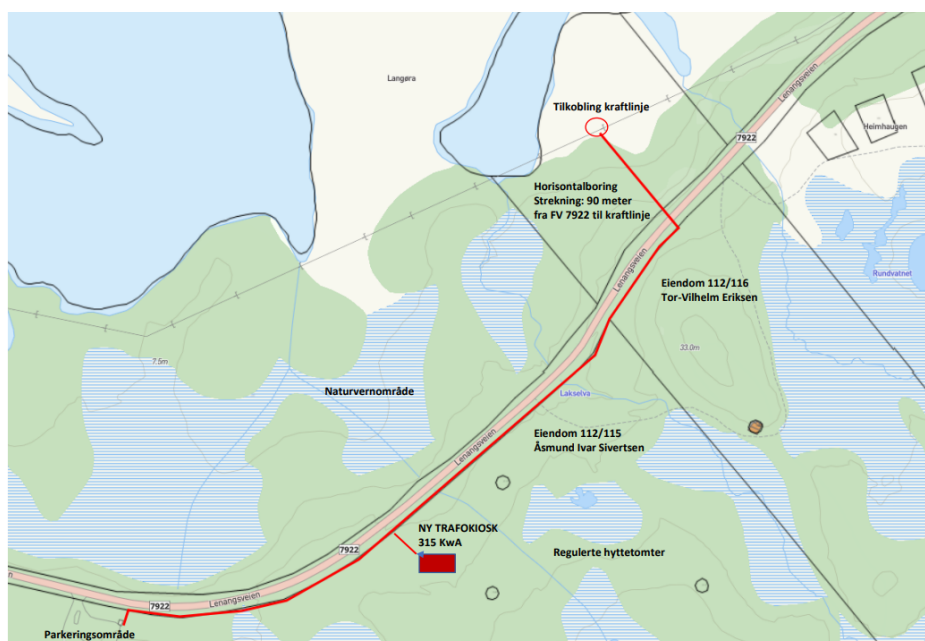 Langøra
Lenangsveien
Tilkobling kraftlinje
7922
Heimhaugen
Horisontalboring
Strekning: 90 meter
fra FV 7922 til kraftlinje
Lenangsveien
Rundvatnet
Eiendom 112/116
Tor-Vilhelm Eriksen
7.5m
33.0m
Naturvernområde
Lakselva
Eiendom 112/115
Åsmund Ivar Sivertsen
Lenangsveien
NY TRAFOKIOSK
315 KwA
7922
Regulerte hyttetomter
7922
Lenangsveien
Parkeringsområde